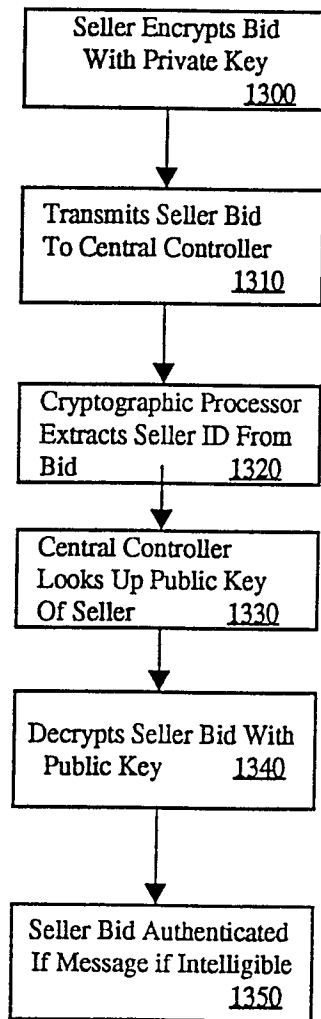 Seller Encrypts Bid
With Private Key
1300
Transmits Seller Bid
To Central Controller
1310
Cryptographic Processor
Extracts Seller ID From
Bid 1320
Central Controller
Looks Up Public Key
Of Seller 1330
Decrypts Seller Bid With
Public Key 1340
Seller Bid Authenticated
If Message if Intelligible
1350